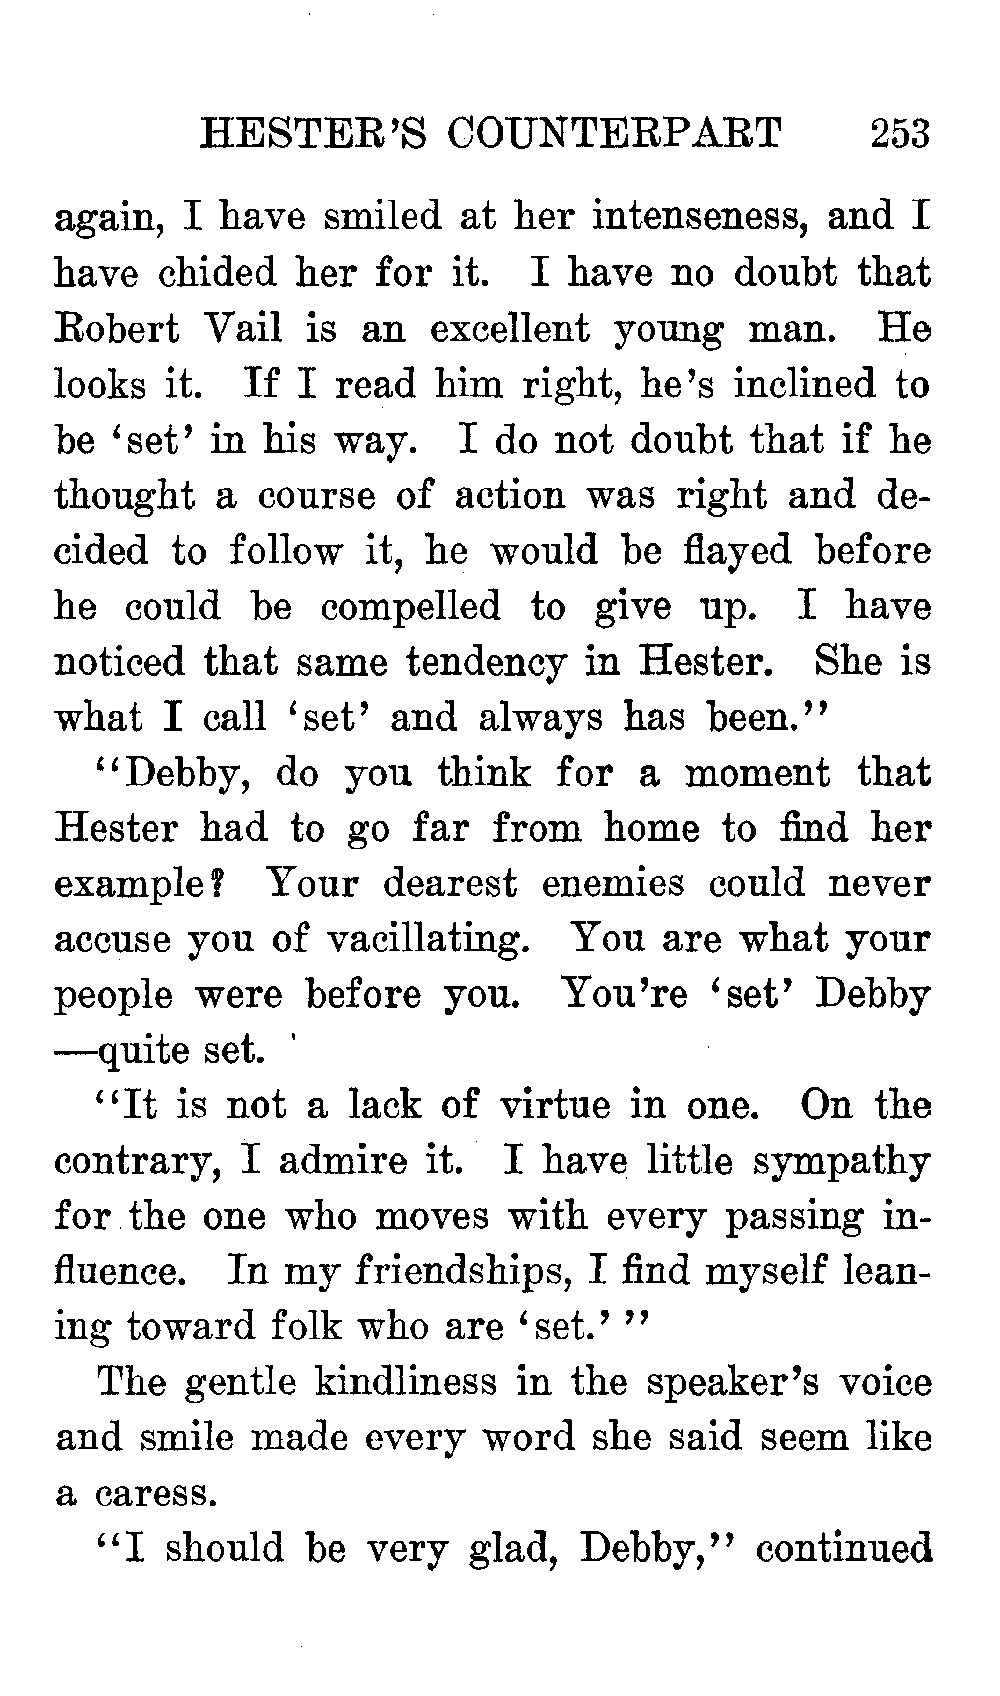 HESTER'S COUNTERPART 253
again, I have smiled at her intenseness, and I
have chided her for it. I have no doubt that
Robert Vail is an excellent young man. He
looks it. If I read him right, he's inclined to
be 'set' in his way. I do not doubt that if he
thought a course of action was right and de-
cided to follow it, he would be flayed before
he could be compelled to give up. I have
noticed that same tendency in Hester. She is
what I call 'set' and always has been."
"Debby, do you think for a moment that
Hester had to go far from home to find her
example? Your dearest enemies could never
accuse you of vacillating. You are what your
people were before you. You're 'set' Debby
—quite set. '
"It is not a lack of virtue in one. On the
contrary, I admire it. I have little sympathy
for the one who moves with every passing in-
fluence. In my friendships, I find myself lean-
ing toward folk who are 'set.' "
The gentle kindliness in the speaker's voice
and smile made every word she said seem like
a caress.
"I should be very glad, Debby," continued